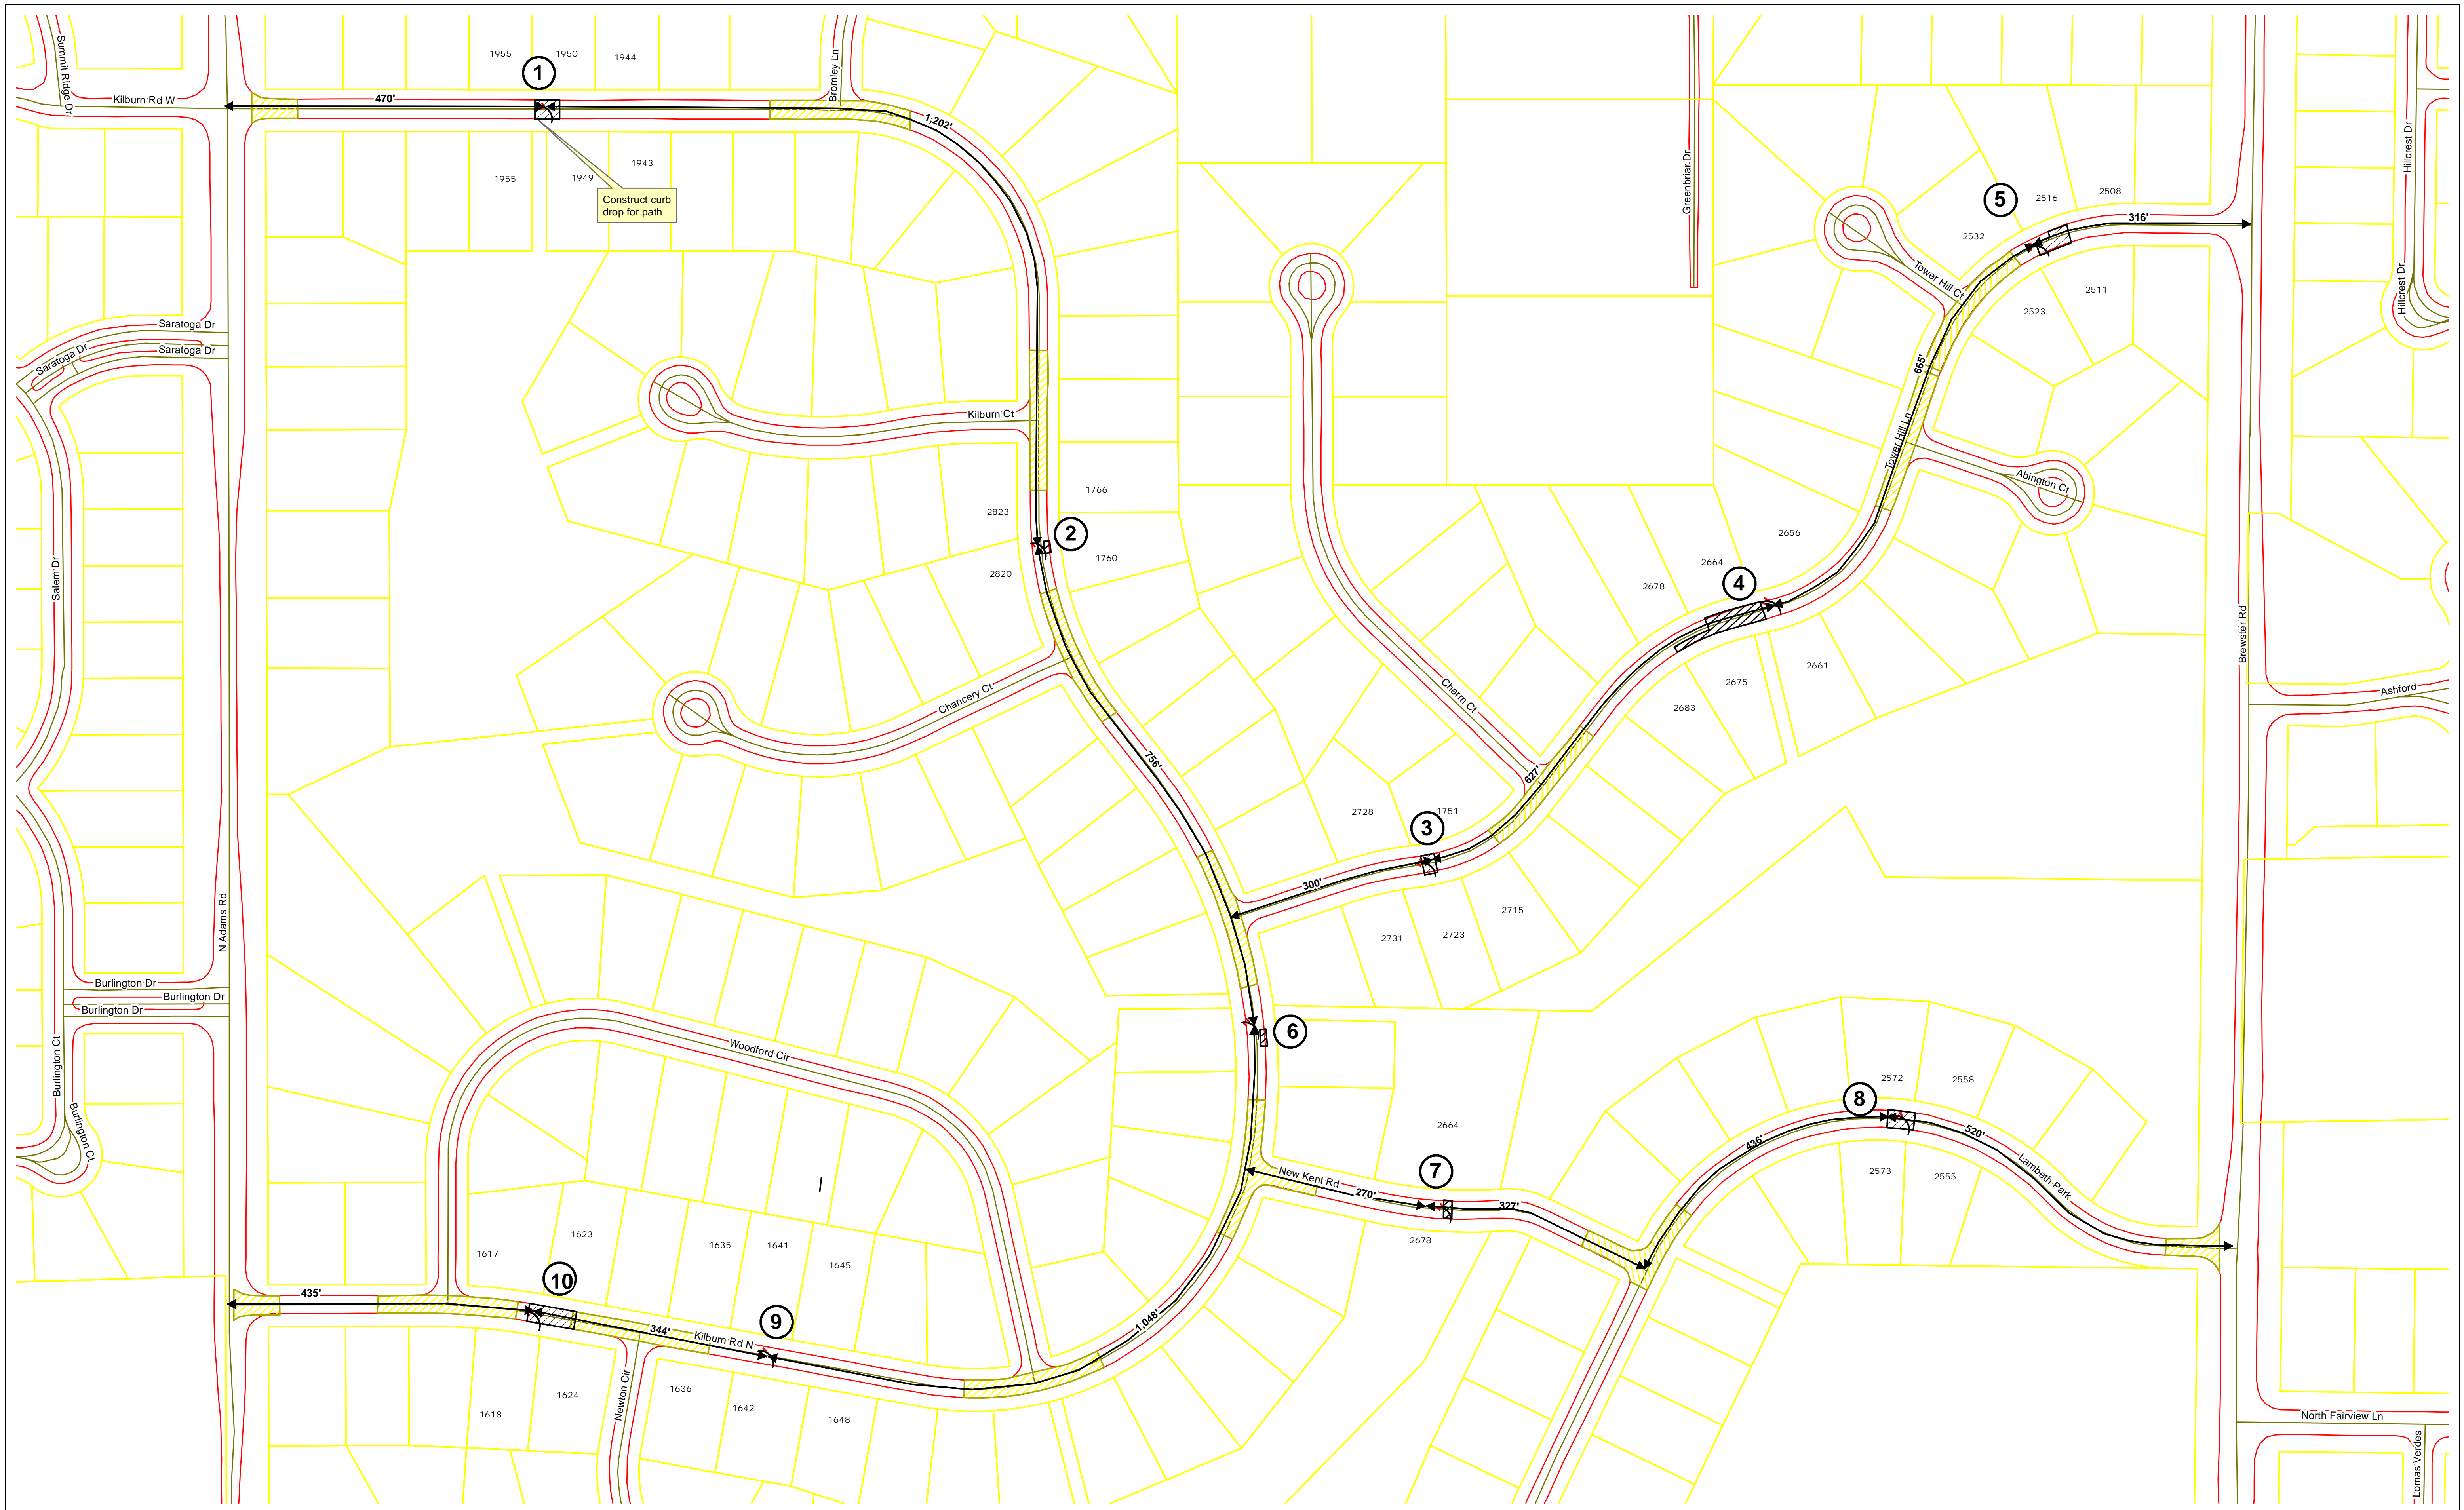 Summit Ridge Dr
Kilburn Rd W
470'
1955
1950
1944
1
Bromley Ln
1,202'
1955
1949
1943
Construct curb
drop for path
Greenbriar Dr
5
2516
2508
2532
316'
Hillcrest Dr
Hillcrest Dr
Tower Hill Ct
2511
2523
Saratoga Dr
Saratoga Dr
Saratoga Dr
665'
Tower Hill Ln
Kilburn Ct
Abington Ct
1766
2823
2
1760
2820
Salem Dr
2656
2664
2678
4
Brewster Rd
2661
2675
2683
Ashford
Chancery Ct
Charm Ct
756'
627'
2728
1751
3
300'
2715
2723
2731
N Adams Rd
Burlington Dr
Burlington Dr
Burlington Dr
Burlington Ct
Burlington Ct
Woodford Cir
6
2572
2558
8
2664
436'
520'
Lambeth Park
2573
2555
7
New Kent Rd
270'
327'
2678
1617
1623
1635
1641
1645
10
435'
9
344'
Kilburn Rd N
1,048'
1618
1624
Newton Cir
1636
1642
1648
North Fairview Ln
Lomas Verdes